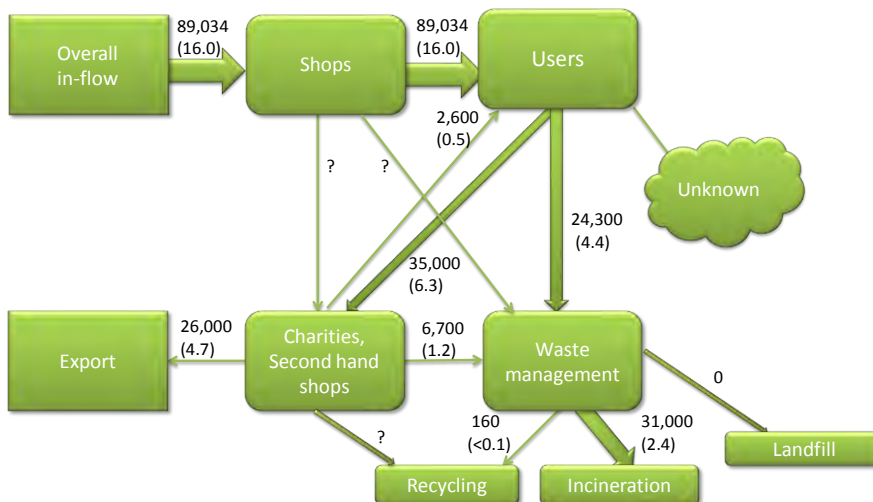 89,034
(16.0)
89,034
(16.0)
Overall
in-flow
Shops
Users
2,600
(0.5)
?
?
Unknown
24,300
(4.4)
35,000
(6.3)
26,000
(4.7)
6,700
(1.2)
Export
Charities,
Second hand
shops
Waste
management
0
?
160
(<0.1)
31,000
(2.4)
Landfill
Recycling
Incineration